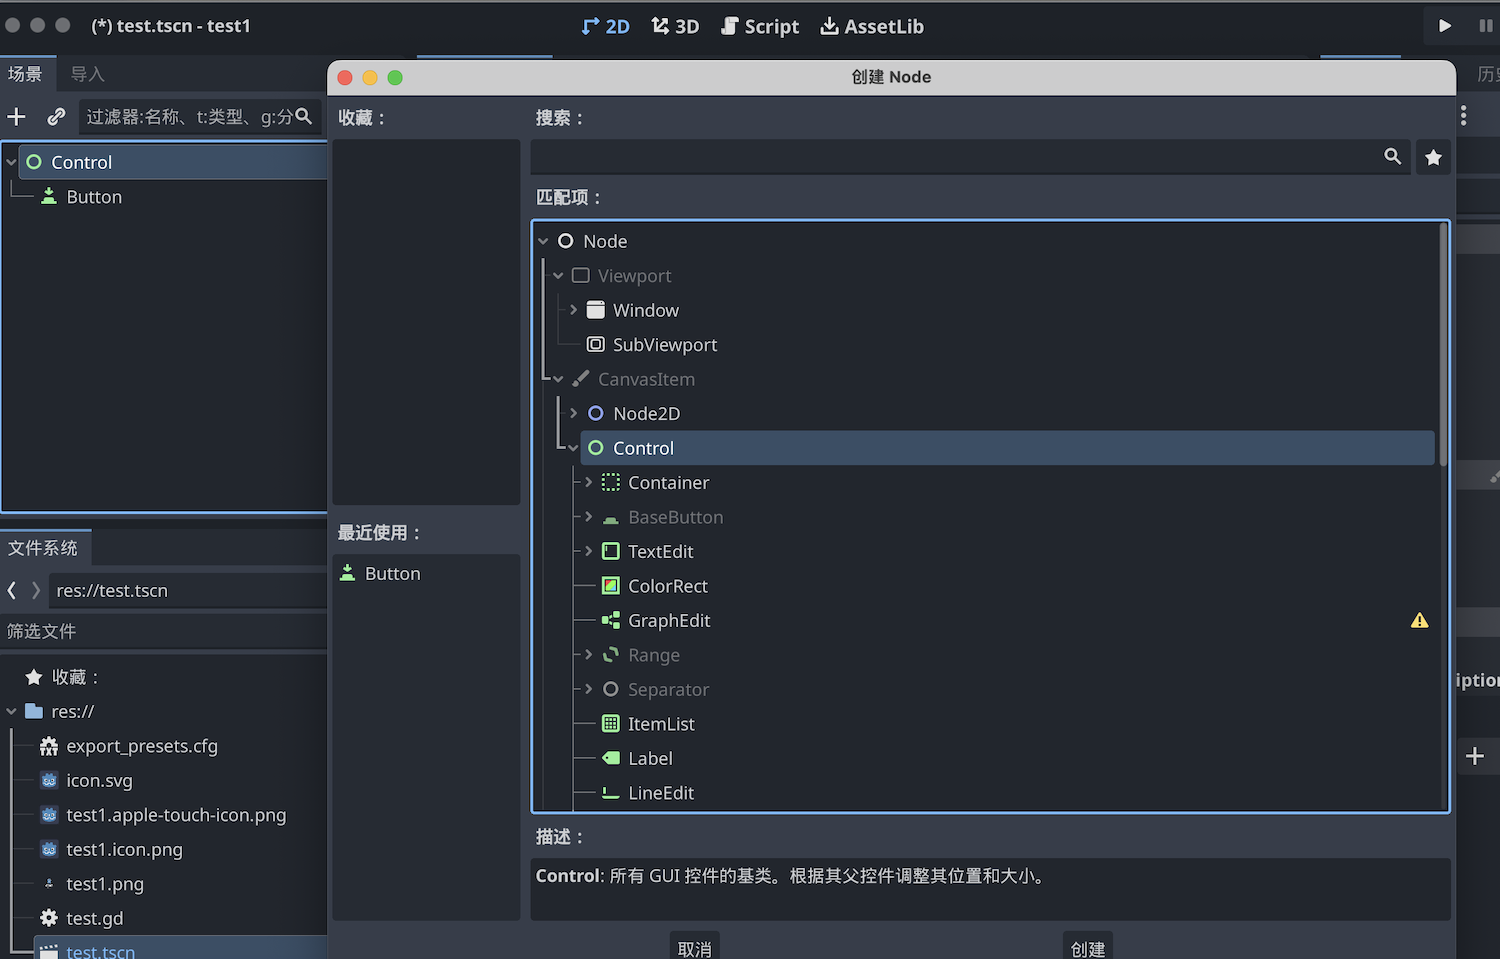 (*) test.tscn - test1
2D
3D
Script
AssetLib
场景
导入
过滤器:名称、t:类型、g:分
Control
Button
创建 Node
收藏：
搜索：
匹配项：
Node
Viewport
Window
SubViewport
CanvasItem
Node2D
Control
Container
BaseButton
TextEdit
ColorRect
GraphEdit
Range
Separator
ItemList
Label
LineEdit
最近使用：
Button
描述：
Control: 所有 GUI 控件的基类。根据其父控件调整其位置和大小。
取消
创建
文件系统
res://test.tscn
筛选文件
收藏：
res://
export_presets.cfg
icon.svg
test1.apple-touch-icon.png
test1.icon.png
test1.png
test.gd
test.tscn